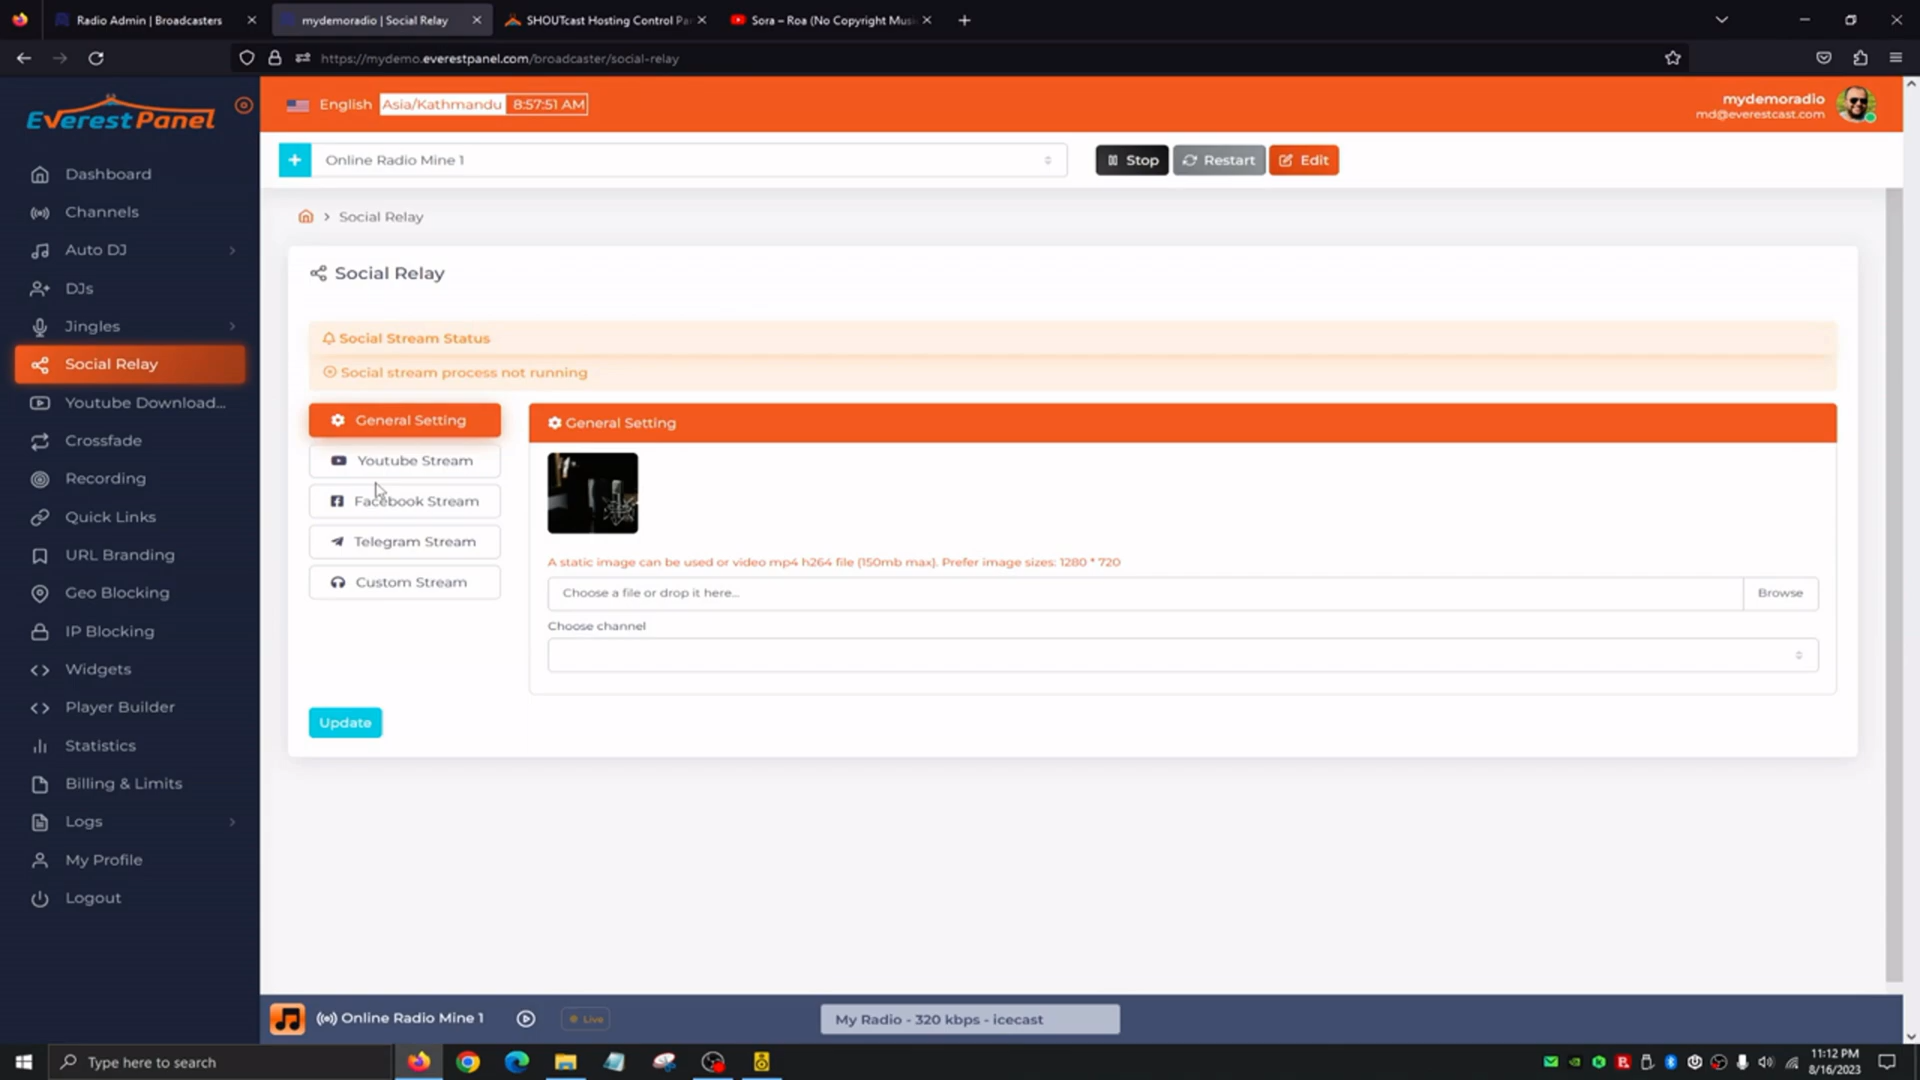 Radio Admin | Broadcasters
mydemoradio | Social Relay
SHOUTcast Hosting Control Pa
Sora – Roa (No Copyright Musi
https://mydemo.everestpanel.com/broadcaster/social-relay
EverestPanel
English
Asia/Kathmandu
8:57:51 AM
mydemoradio
md@everestcast.com
Dashboard
Channels
Auto DJ
DJs
Jingles
Social Relay
Youtube Download...
Crossfade
Recording
Quick Links
URL Branding
Geo Blocking
IP Blocking
Widgets
Player Builder
Statistics
Billing & Limits
Logs
My Profile
Logout
Online Radio Mine 1
Stop
Restart
Edit
> Social Relay
Social Relay
Social Stream Status
Social stream process not running
General Setting
Youtube Stream
Facebook Stream
Telegram Stream
Custom Stream
General Setting
A static image can be used or video mp4 h264 file (150mb max). Prefer image sizes: 1280 * 720
Choose a file or drop it here...
Browse
Choose channel
Update
Online Radio Mine 1
Live
My Radio - 320 kbps - icecast
Type here to search
11:12 PM
8/16/2023